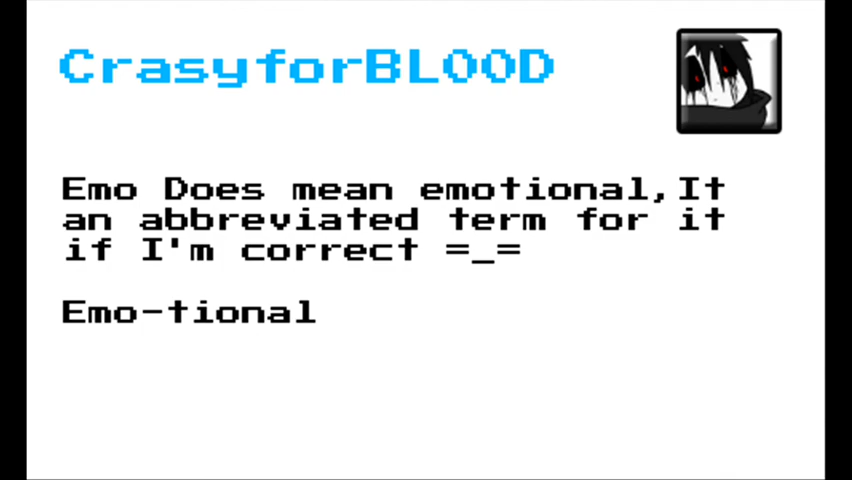 CrasyforBLOOD
Emo Does mean emotional,It
an abbreviated term for it
if I'm correct =_=
Emo-tional